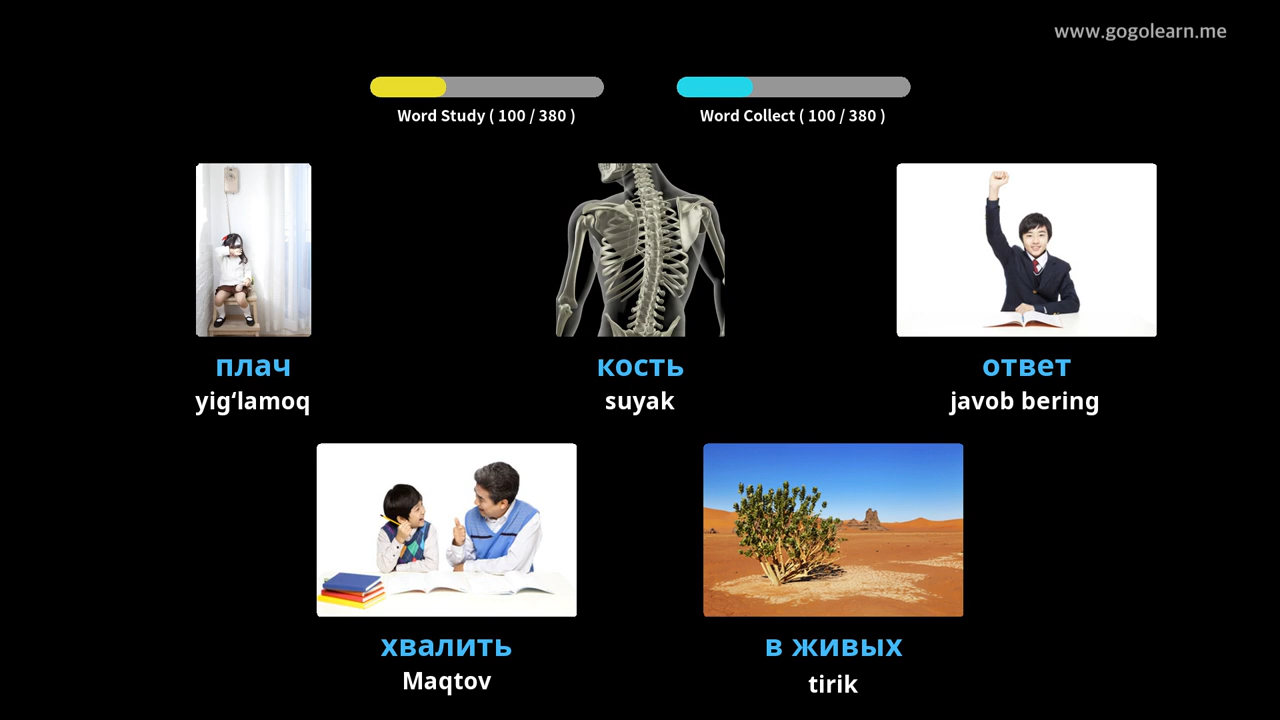 www.gogolearn.me
Word Study ( 100 / 380 )
Word Collect ( 100 / 380 )
плач
yig‘lamoq
кость
suyak
ответ
javob bering
хвалить
Maqtov
в живых
tirik